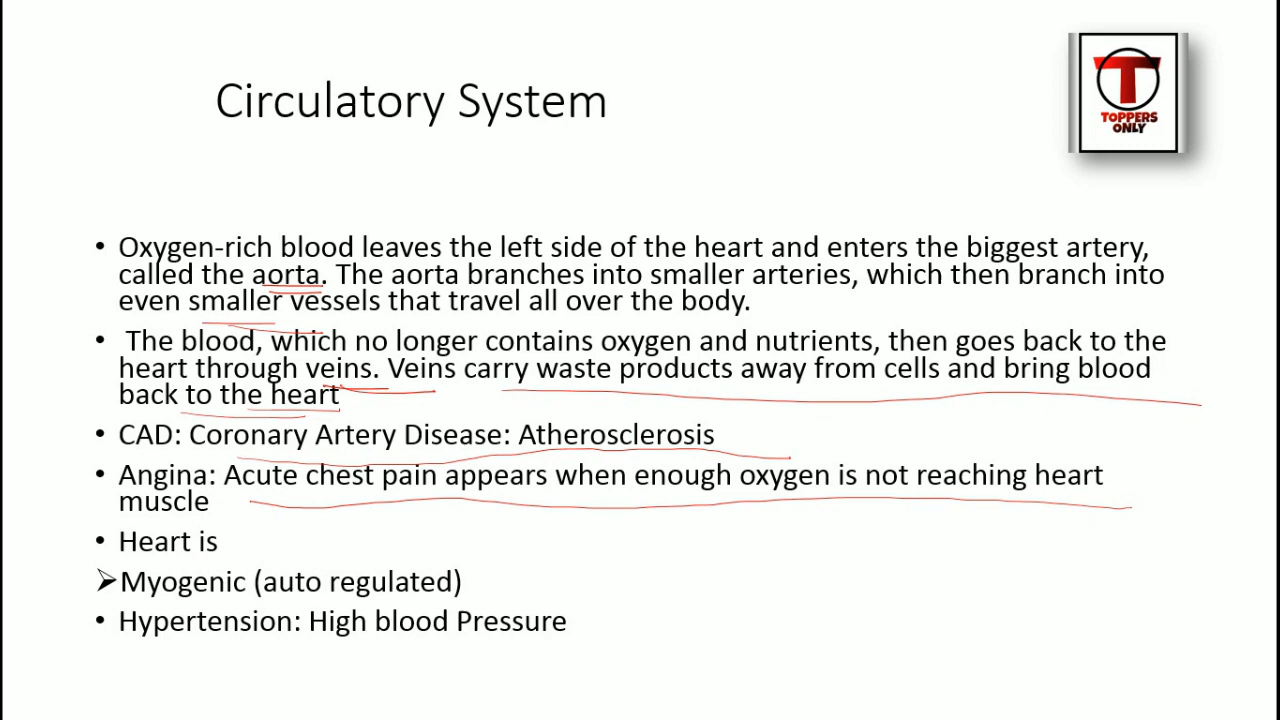 Circulatory System
T
TOPPERS
ONLY
• Oxygen-rich blood leaves the left side of the heart and enters the biggest artery,
called the aorta. The aorta branches into smaller arteries, which then branch into
even smaller vessels that travel all over the body.
• The blood, which no longer contains oxygen and nutrients, then goes back to the
heart through veins. Veins carry waste products away from cells and bring blood
back to the heart
• CAD: Coronary Artery Disease: Atherosclerosis
• Angina: Acute chest pain appears when enough oxygen is not reaching heart
muscle
• Heart is
➢Myogenic (auto regulated)
• Hypertension: High blood Pressure